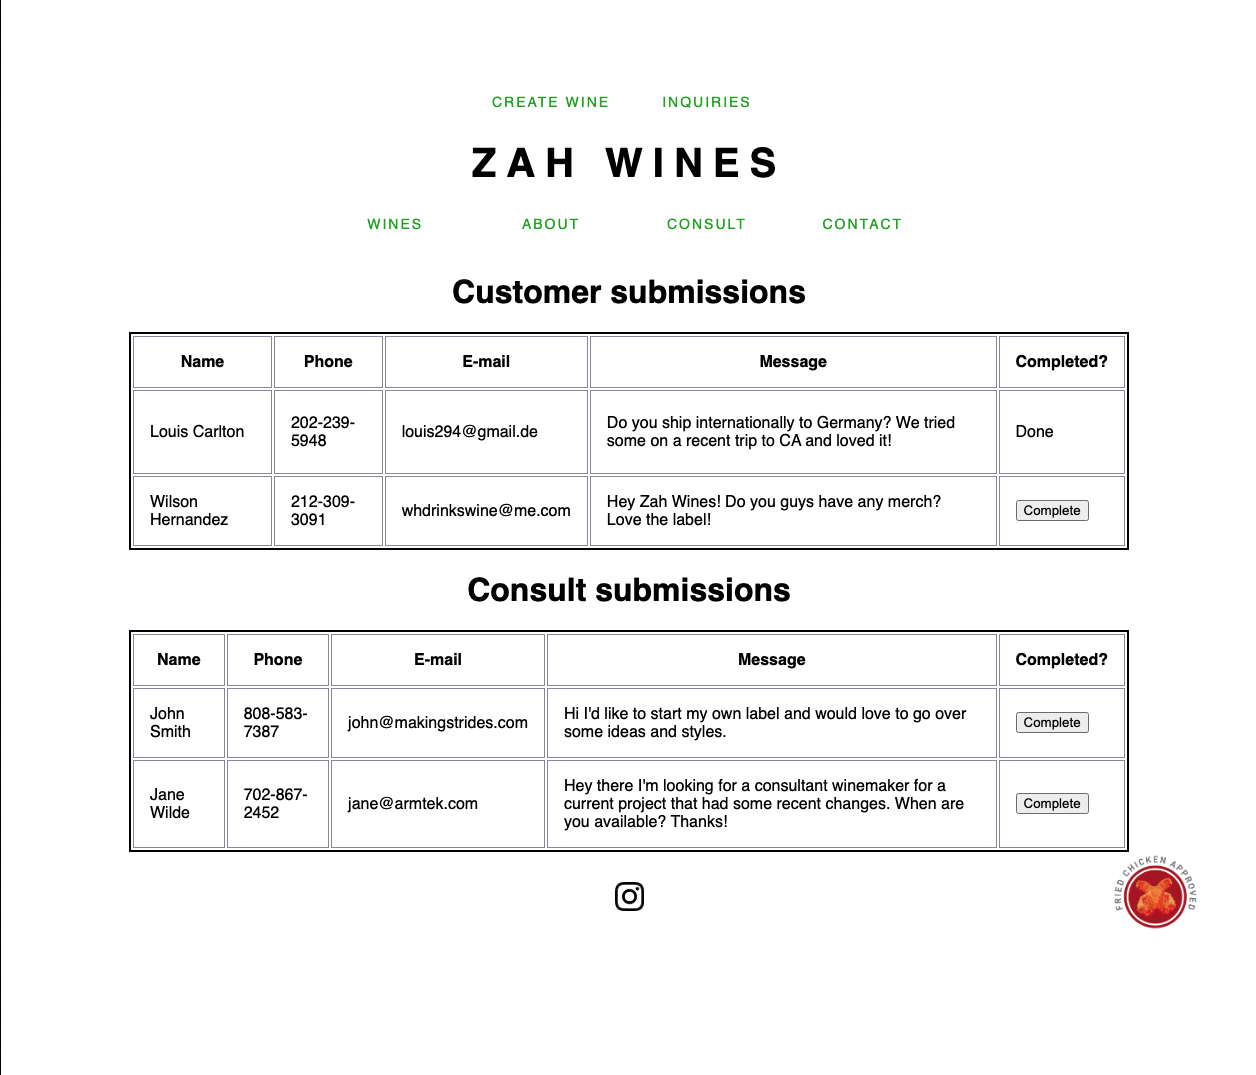 CREATE WINE INQUIRIES
ZAH WINES
WINES ABOUT CONSULT CONTACT
Customer submissions
Name Phone E-mail Message Completed?
Louis Carlton 202-239-
5948 louis294@gmail.de Do you ship internationally to Germany? We tried
some on a recent trip to CA and loved it! Done
Wilson
Hernandez 212-309-
3091 whdrinkswine@me.com Hey Zah Wines! Do you guys have any merch?
Love the label! Complete
Consult submissions
Name Phone E-mail Message Completed?
John
Smith 808-583-
7387 john@makingstrides.com Hi I'd like to start my own label and would love to go over
some ideas and styles. Complete
Jane
Wilde 702-867-
2452 jane@armtek.com Hey there I'm looking for a consultant winemaker for a
current project that had some recent changes. When are
you available? Thanks! Complete
FRIED CHICKEN APPROVED